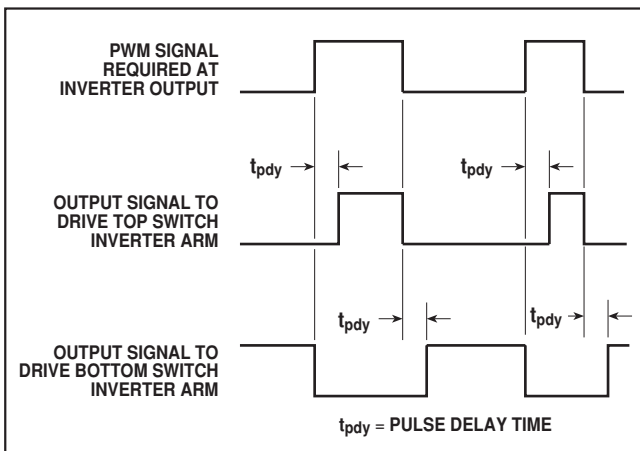 PWM SIGNAL
REQUIRED AT
INVERTER OUTPUT
tpdy
tpdy
OUTPUT SIGNAL TO
DRIVE TOP SWITCH
INVERTER ARM
tpdy
tpdy
OUTPUT SIGNAL TO
DRIVE BOTTOM SWITCH
INVERTER ARM
tpdy = PULSE DELAY TIME